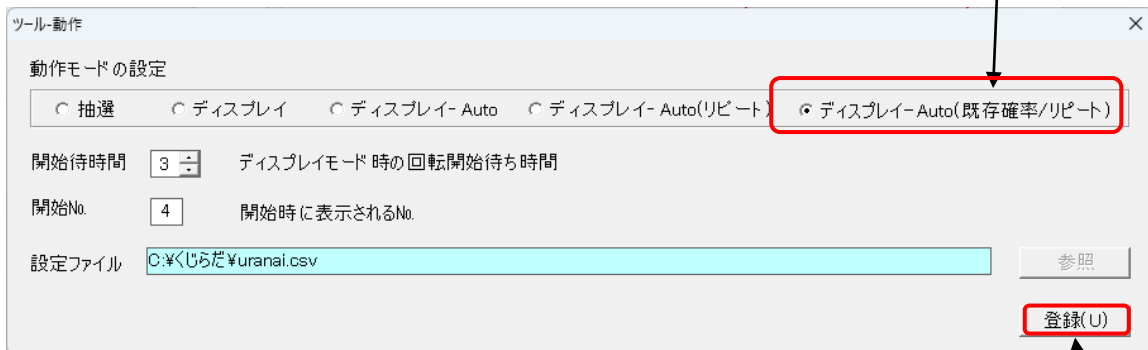 ツール-動作
動作モードの設定
抽選 ディスプレイ ディスプレイ- Auto ディスプレイ- Auto(リピート) ディスプレイ-Auto(既存確率/リピート)
開始待時間 3 ディスプレイモード時の回転開始待ち時間
開始№ 4 開始時に表示される№
設定ファイル C:¥くじらだ¥uranai.csv 参照
登録(U)